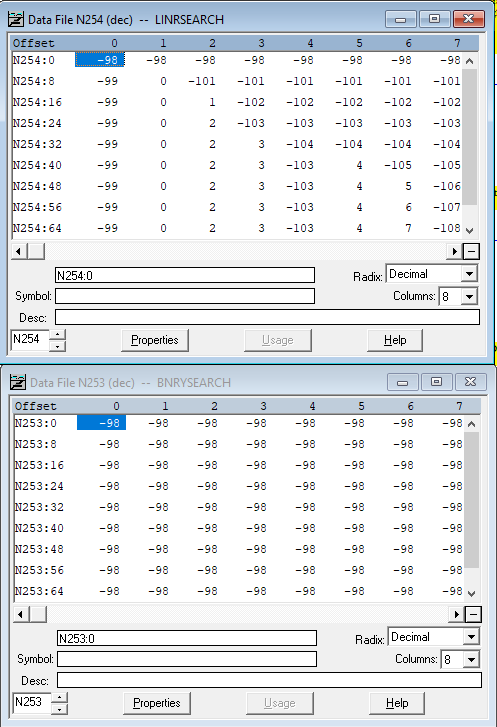 Data File N254 (dec) -- LINRSEARCH
Offset 0 1 2 3 4 5 6 7
N254:0 -98 -98 -98 -98 -98 -98 -98 -98
N254:8 -99 0 -101 -101 -101 -101 -101 -101
N254:16 -99 0 1 -102 -102 -102 -102 -102
N254:24 -99 0 2 -103 -103 -103 -103 -103
N254:32 -99 0 2 3 -104 -104 -104 -104
N254:40 -99 0 2 3 -103 4 -105 -105
N254:48 -99 0 2 3 -103 4 5 -106
N254:56 -99 0 2 3 -103 4 6 -107
N254:64 -99 0 2 3 -103 4 7 -108
N254:0 Radix: Decimal
Symbol: Columns: 8
Desc:
N254 Properties Usage Help
Data File N253 (dec) -- BNRYSEARCH
Offset 0 1 2 3 4 5 6 7
N253:0 -98 -98 -98 -98 -98 -98 -98 -98
N253:8 -98 -98 -98 -98 -98 -98 -98 -98
N253:16 -98 -98 -98 -98 -98 -98 -98 -98
N253:24 -98 -98 -98 -98 -98 -98 -98 -98
N253:32 -98 -98 -98 -98 -98 -98 -98 -98
N253:40 -98 -98 -98 -98 -98 -98 -98 -98
N253:48 -98 -98 -98 -98 -98 -98 -98 -98
N253:56 -98 -98 -98 -98 -98 -98 -98 -98
N253:64 -98 -98 -98 -98 -98 -98 -98 -98
N253:0 Radix: Decimal
Symbol: Columns: 8
Desc:
N253 Properties Usage Help